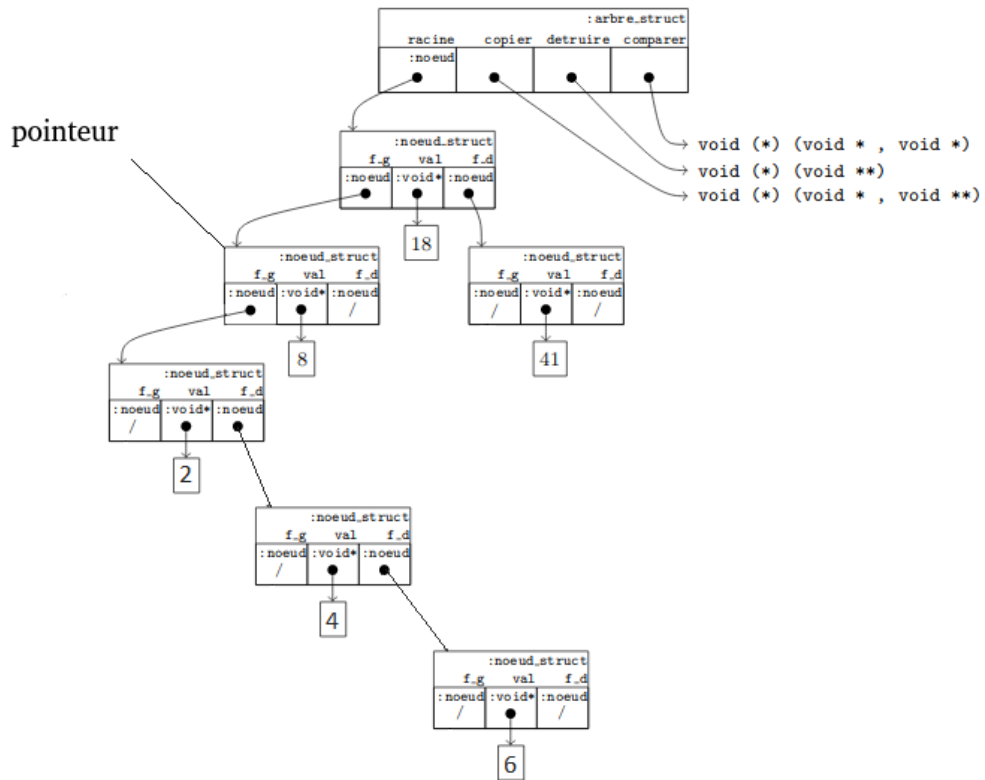 :arbre_struct
racine copier detruire comparer
:noeud
pointeur
:noeud_struct
f_g val f_d
:noeud :void* :noeud
void (*) (void * , void *)
void (*) (void **)
void (*) (void * , void **)
18
:noeud_struct
f_g val f_d
:noeud :void* :noeud
/
8
:noeud_struct
f_g val f_d
:noeud :void* :noeud
/ /
41
:noeud_struct
f_g val f_d
:noeud :void* :noeud
/
2
:noeud_struct
f_g val f_d
:noeud :void* :noeud
/
4
:noeud_struct
f_g val f_d
:noeud :void* :noeud
/ /
6